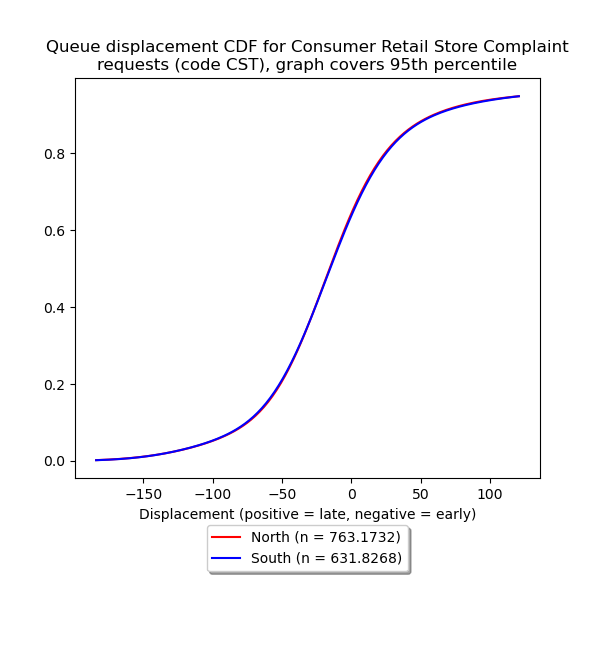 Queue displacement CDF for Consumer Retail Store Complaint
requests (code CST), graph covers 95th percentile
0.8
0.6
0.4
0.2
0.0
−150
−100
−50
0
50
100
Displacement (positive = late, negative = early)
North (n = 763.1732)
South (n = 631.8268)